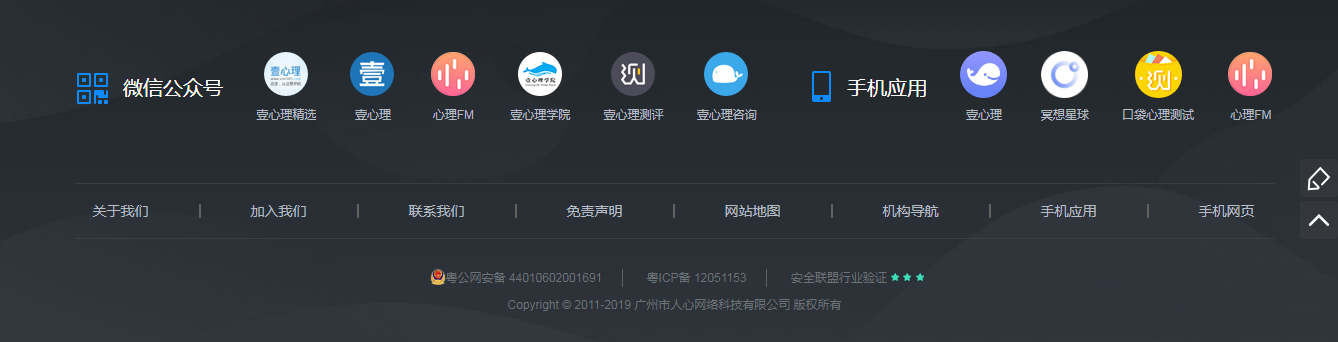 微信公众号
壹心理精选
壹心理
心理FM
壹心理学院
壹心理测评
壹心理咨询
手机应用
壹心理
冥想星球
口袋心理测试
心理FM
关于我们 | 加入我们 | 联系我们 | 免责声明 | 网站地图 | 机构导航 | 手机应用 | 手机网页
粤公网安备 44010602001691 | 粤ICP备 12051153 | 安全联盟行业验证 ★★★
Copyright © 2011-2019 广州市人心网络科技有限公司 版权所有